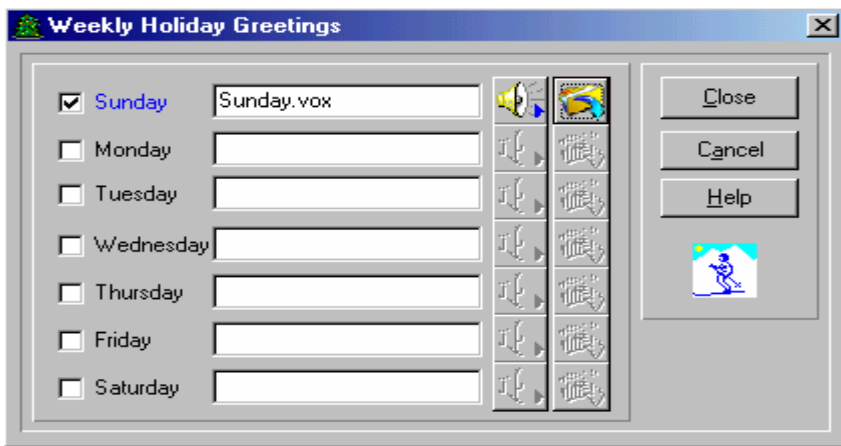 Weekly Holiday Greetings
Sunday Sunday.vox
Monday
Tuesday
Wednesday
Thursday
Friday
Saturday
Close
Cancel
Help